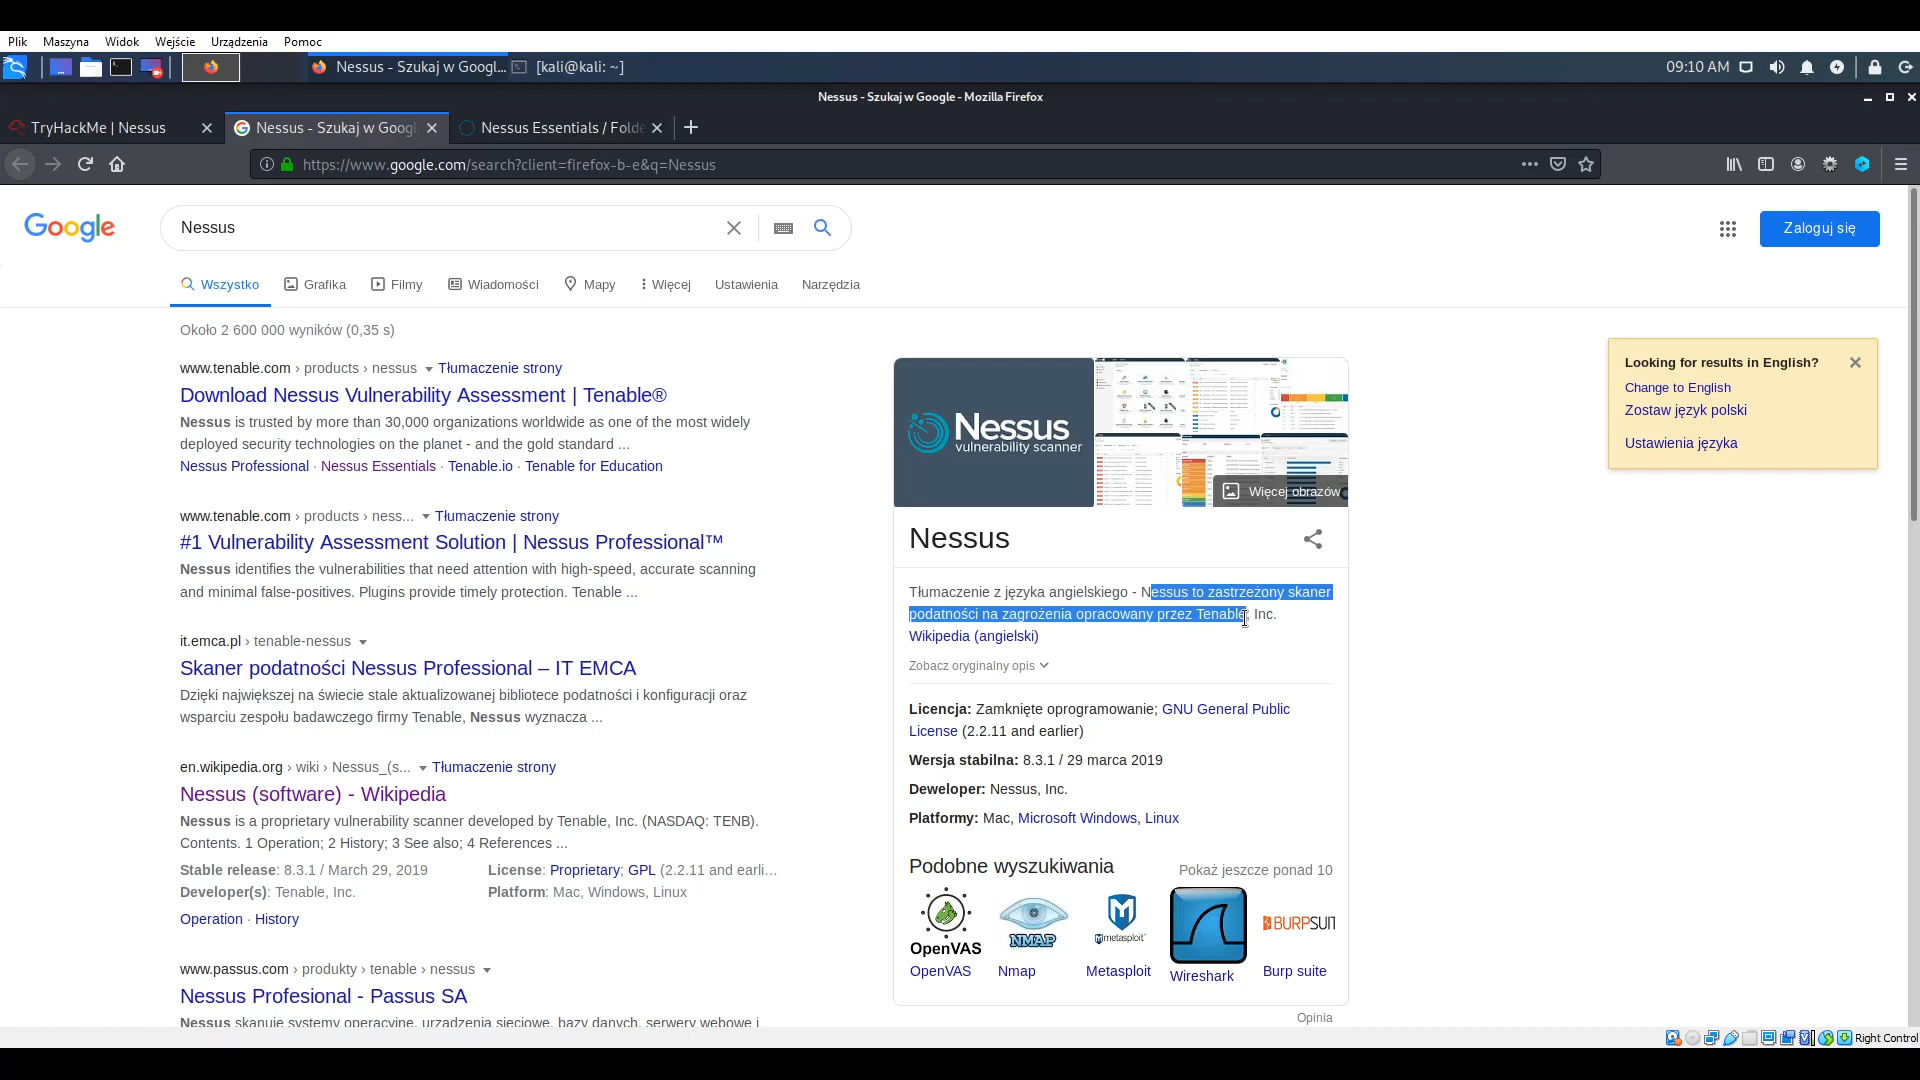 Plik Maszyna Widok Wejście Urządzenia Pomoc
Nessus - Szukaj w Googl... [kali@kali: ~] 09:10 AM
Nessus - Szukaj w Google - Mozilla Firefox
TryHackMe | Nessus Nessus - Szukaj w Googl Nessus Essentials / Folde
https://www.google.com/search?client=firefox-b-e&q=Nessus
Google Nessus Zaloguj się
Wszystko Grafika Filmy Wiadomości Mapy Więcej Ustawienia Narzędzia
Około 2 600 000 wyników (0,35 s)
www.tenable.com › products › nessus Tłumaczenie strony
Download Nessus Vulnerability Assessment | Tenable®
Nessus is trusted by more than 30,000 organizations worldwide as one of the most widely
deployed security technologies on the planet - and the gold standard ...
Nessus Professional · Nessus Essentials · Tenable.io · Tenable for Education
www.tenable.com › products › ness... Tłumaczenie strony
#1 Vulnerability Assessment Solution | Nessus Professional™
Nessus identifies the vulnerabilities that need attention with high-speed, accurate scanning
and minimal false-positives. Plugins provide timely protection. Tenable ...
it.emca.pl › tenable-nessus
Skaner podatności Nessus Professional – IT EMCA
Dzięki największej na świecie stale aktualizowanej bibliotece podatności i konfiguracji oraz
wsparciu zespołu badawczego firmy Tenable, Nessus wyznacza ...
en.wikipedia.org › wiki › Nessus_(s... Tłumaczenie strony
Nessus (software) - Wikipedia
Nessus is a proprietary vulnerability scanner developed by Tenable, Inc. (NASDAQ: TENB).
Contents. 1 Operation; 2 History; 3 See also; 4 References ...
Stable release: 8.3.1 / March 29, 2019 License: Proprietary; GPL (2.2.11 and earli...
Developer(s): Tenable, Inc. Platform: Mac, Windows, Linux
Operation · History
www.passus.com › produkty › tenable › nessus
Nessus Profesional - Passus SA
Nessus skanuje systemy operacyjne, urządzenia sieciowe, bazy danych, serwery webowe i
Nessus
vulnerability scanner
Więcej obrazów
Nessus
Tłumaczenie z języka angielskiego - Nessus to zastrzeżony skaner
podatności na zagrożenia opracowany przez Tenable, Inc.
Wikipedia (angielski)
Zobacz oryginalny opis
Licencja: Zamknięte oprogramowanie; GNU General Public
License (2.2.11 and earlier)
Wersja stabilna: 8.3.1 / 29 marca 2019
Deweloper: Nessus, Inc.
Platformy: Mac, Microsoft Windows, Linux
Podobne wyszukiwania Pokaż jeszcze ponad 10
OpenVAS NMAP metasploit BURPSUIT
OpenVAS Nmap Metasploit Wireshark Burp suite
Opinia
Looking for results in English?
Change to English
Zostaw język polski
Ustawienia języka
Right Control